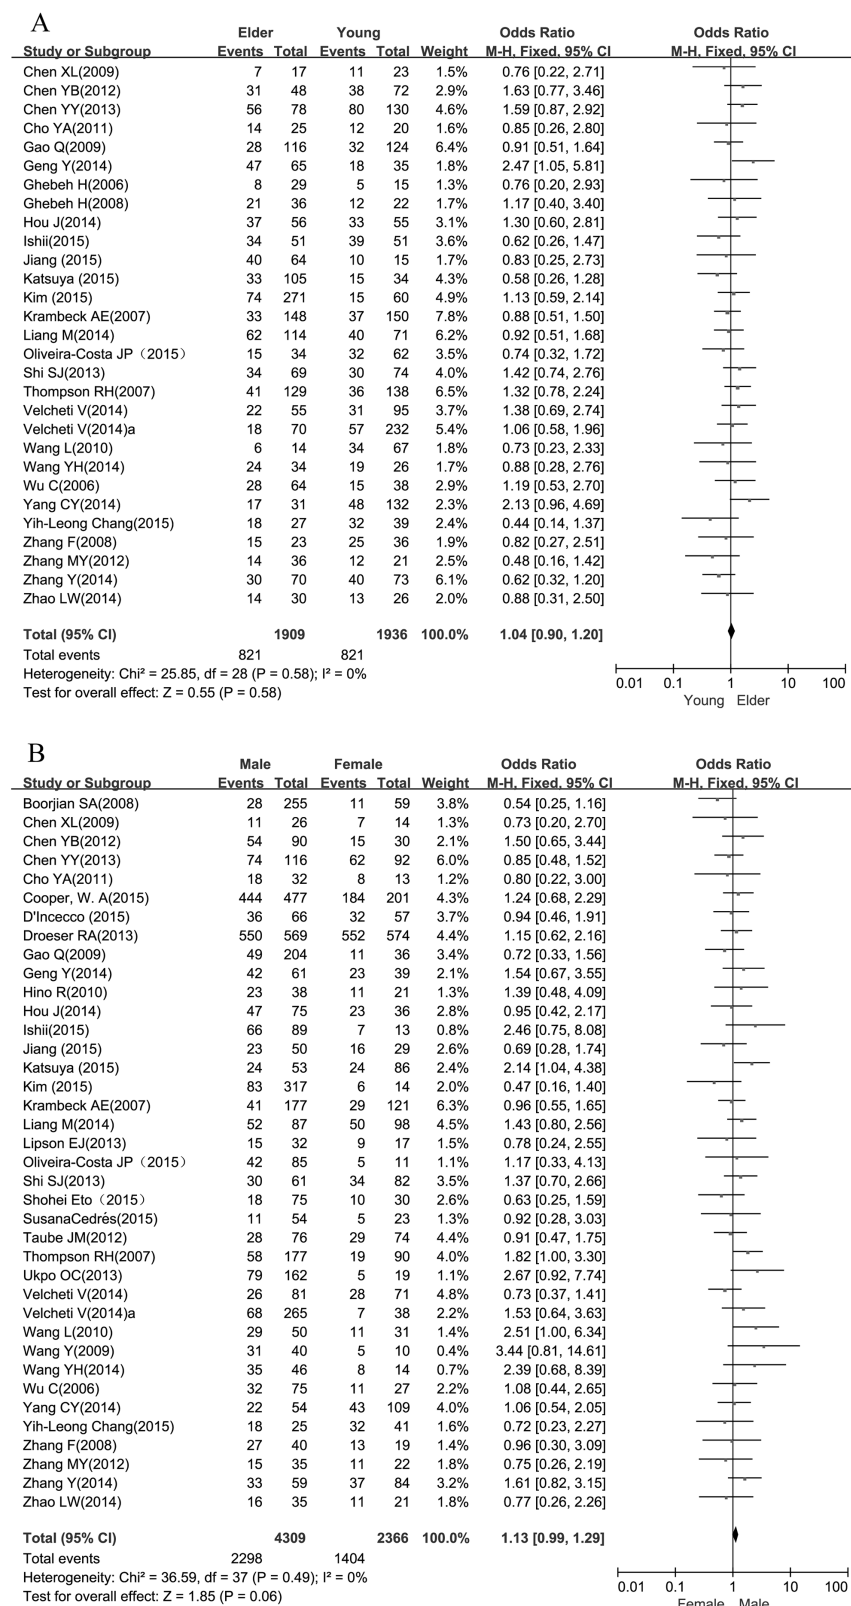 A
Elder Young Odds Ratio Odds Ratio
Study or Subgroup Events Total Events Total Weight M-H, Fixed, 95% CI M-H, Fixed, 95% CI
Chen XL(2009) 7 17 11 23 1.5% 0.76 [0.22, 2.71]
Chen YB(2012) 31 48 38 72 2.9% 1.63 [0.77, 3.46]
Chen YY(2013) 56 78 80 130 4.6% 1.59 [0.87, 2.92]
Cho YA(2011) 14 25 12 20 1.6% 0.85 [0.26, 2.80]
Gao Q(2009) 28 116 32 124 6.4% 0.91 [0.51, 1.64]
Geng Y(2014) 47 65 18 35 1.8% 2.47 [1.05, 5.81]
Ghebeh H(2006) 8 29 5 15 1.3% 0.76 [0.20, 2.93]
Ghebeh H(2008) 21 36 12 22 1.7% 1.17 [0.40, 3.40]
Hou J(2014) 37 56 33 55 3.1% 1.30 [0.60, 2.81]
Ishii(2015) 34 51 39 51 3.6% 0.62 [0.26, 1.47]
Jiang (2015) 40 64 10 15 1.7% 0.83 [0.25, 2.73]
Katsuya (2015) 33 105 15 34 4.3% 0.58 [0.26, 1.28]
Kim (2015) 74 271 15 60 4.9% 1.13 [0.59, 2.14]
Krambeck AE(2007) 33 148 37 150 7.8% 0.88 [0.51, 1.50]
Liang M(2014) 62 114 40 71 6.2% 0.92 [0.51, 1.68]
Oliveira-Costa JP（2015） 15 34 32 62 3.5% 0.74 [0.32, 1.72]
Shi SJ(2013) 34 69 30 74 4.0% 1.42 [0.74, 2.76]
Thompson RH(2007) 41 129 36 138 6.5% 1.32 [0.78, 2.24]
Velcheti V(2014) 22 55 31 95 3.7% 1.38 [0.69, 2.74]
Velcheti V(2014)a 18 70 57 232 5.4% 1.06 [0.58, 1.96]
Wang L(2010) 6 14 34 67 1.8% 0.73 [0.23, 2.33]
Wang YH(2014) 24 34 19 26 1.7% 0.88 [0.28, 2.76]
Wu C(2006) 28 64 15 38 2.9% 1.19 [0.53, 2.70]
Yang CY(2014) 17 31 48 132 2.3% 2.13 [0.96, 4.69]
Yih-Leong Chang(2015) 18 27 32 39 2.4% 0.44 [0.14, 1.37]
Zhang F(2008) 15 23 25 36 1.9% 0.82 [0.27, 2.51]
Zhang MY(2012) 14 36 12 21 2.5% 0.48 [0.16, 1.42]
Zhang Y(2014) 30 70 40 73 6.1% 0.62 [0.32, 1.20]
Zhao LW(2014) 14 30 13 26 2.0% 0.88 [0.31, 2.50]
Total (95% CI) 1909 1936 100.0% 1.04 [0.90, 1.20]
Total events 821 821
Heterogeneity: Chi² = 25.85, df = 28 (P = 0.58); I² = 0%
Test for overall effect: Z = 0.55 (P = 0.58)
0.01 0.1 1 10 100
Young Elder
B
Male Female Odds Ratio Odds Ratio
Study or Subgroup Events Total Events Total Weight M-H, Fixed, 95% CI M-H, Fixed, 95% CI
Boorjian SA(2008) 28 255 11 59 3.8% 0.54 [0.25, 1.16]
Chen XL(2009) 11 26 7 14 1.3% 0.73 [0.20, 2.70]
Chen YB(2012) 54 90 15 30 2.1% 1.50 [0.65, 3.44]
Chen YY(2013) 74 116 62 92 6.0% 0.85 [0.48, 1.52]
Cho YA(2011) 18 32 8 13 1.2% 0.80 [0.22, 3.00]
Cooper, W. A(2015) 444 477 184 201 4.3% 1.24 [0.68, 2.29]
D'Incecco (2015) 36 66 32 57 3.7% 0.94 [0.46, 1.91]
Droeser RA(2013) 550 569 552 574 4.4% 1.15 [0.62, 2.16]
Gao Q(2009) 49 204 11 36 3.4% 0.72 [0.33, 1.56]
Geng Y(2014) 42 61 23 39 2.1% 1.54 [0.67, 3.55]
Hino R(2010) 23 38 11 21 1.3% 1.39 [0.48, 4.09]
Hou J(2014) 47 75 23 36 2.8% 0.95 [0.42, 2.17]
Ishii(2015) 66 89 7 13 0.8% 2.46 [0.75, 8.08]
Jiang (2015) 23 50 16 29 2.6% 0.69 [0.28, 1.74]
Katsuya (2015) 24 53 24 86 2.4% 2.14 [1.04, 4.38]
Kim (2015) 83 317 6 14 2.0% 0.47 [0.16, 1.40]
Krambeck AE(2007) 41 177 29 121 6.3% 0.96 [0.55, 1.65]
Liang M(2014) 52 87 50 98 4.5% 1.43 [0.80, 2.56]
Lipson EJ(2013) 15 32 9 17 1.5% 0.78 [0.24, 2.55]
Oliveira-Costa JP（2015） 42 85 5 11 1.1% 1.17 [0.33, 4.13]
Shi SJ(2013) 30 61 34 82 3.5% 1.37 [0.70, 2.66]
Shohei Eto（2015） 18 75 10 30 2.6% 0.63 [0.25, 1.59]
SusanaCedrés(2015) 11 54 5 23 1.3% 0.92 [0.28, 3.03]
Taube JM(2012) 28 76 29 74 4.4% 0.91 [0.47, 1.75]
Thompson RH(2007) 58 177 19 90 4.0% 1.82 [1.00, 3.30]
Ukpo OC(2013) 79 162 5 19 1.1% 2.67 [0.92, 7.74]
Velcheti V(2014) 26 81 28 71 4.8% 0.73 [0.37, 1.41]
Velcheti V(2014)a 68 265 7 38 2.2% 1.53 [0.64, 3.63]
Wang L(2010) 29 50 11 31 1.4% 2.51 [1.00, 6.34]
Wang Y(2009) 31 40 5 10 0.4% 3.44 [0.81, 14.61]
Wang YH(2014) 35 46 8 14 0.7% 2.39 [0.68, 8.39]
Wu C(2006) 32 75 11 27 2.2% 1.08 [0.44, 2.65]
Yang CY(2014) 22 54 43 109 4.0% 1.06 [0.54, 2.05]
Yih-Leong Chang(2015) 18 25 32 41 1.6% 0.72 [0.23, 2.27]
Zhang F(2008) 27 40 13 19 1.4% 0.96 [0.30, 3.09]
Zhang MY(2012) 15 35 11 22 1.8% 0.75 [0.26, 2.19]
Zhang Y(2014) 33 59 37 84 3.2% 1.61 [0.82, 3.15]
Zhao LW(2014) 16 35 11 21 1.8% 0.77 [0.26, 2.26]
Total (95% CI) 4309 2366 100.0% 1.13 [0.99, 1.29]
Total events 2298 1404
Heterogeneity: Chi² = 36.59, df = 37 (P = 0.49); I² = 0%
Test for overall effect: Z = 1.85 (P = 0.06)
0.01 0.1 1 10 100
Female Male